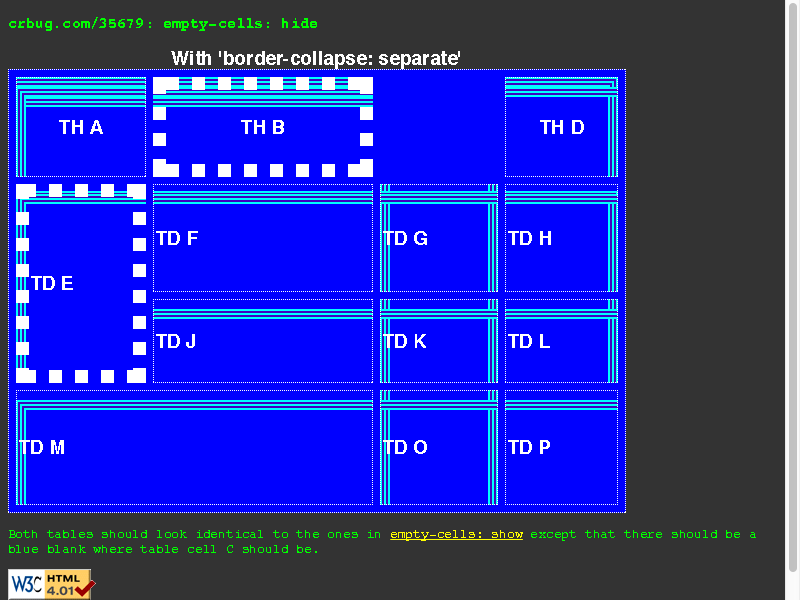 crbug.com/35679: empty-cells: hide
With 'border-collapse: separate'
TH A TH B TH D
TD E TD F TD G TD H
TD J TD K TD L
TD M TD O TD P
Both tables should look identical to the ones in empty-cells: show except that there should be a
blue blank where table cell C should be.
W3C HTML 4.01